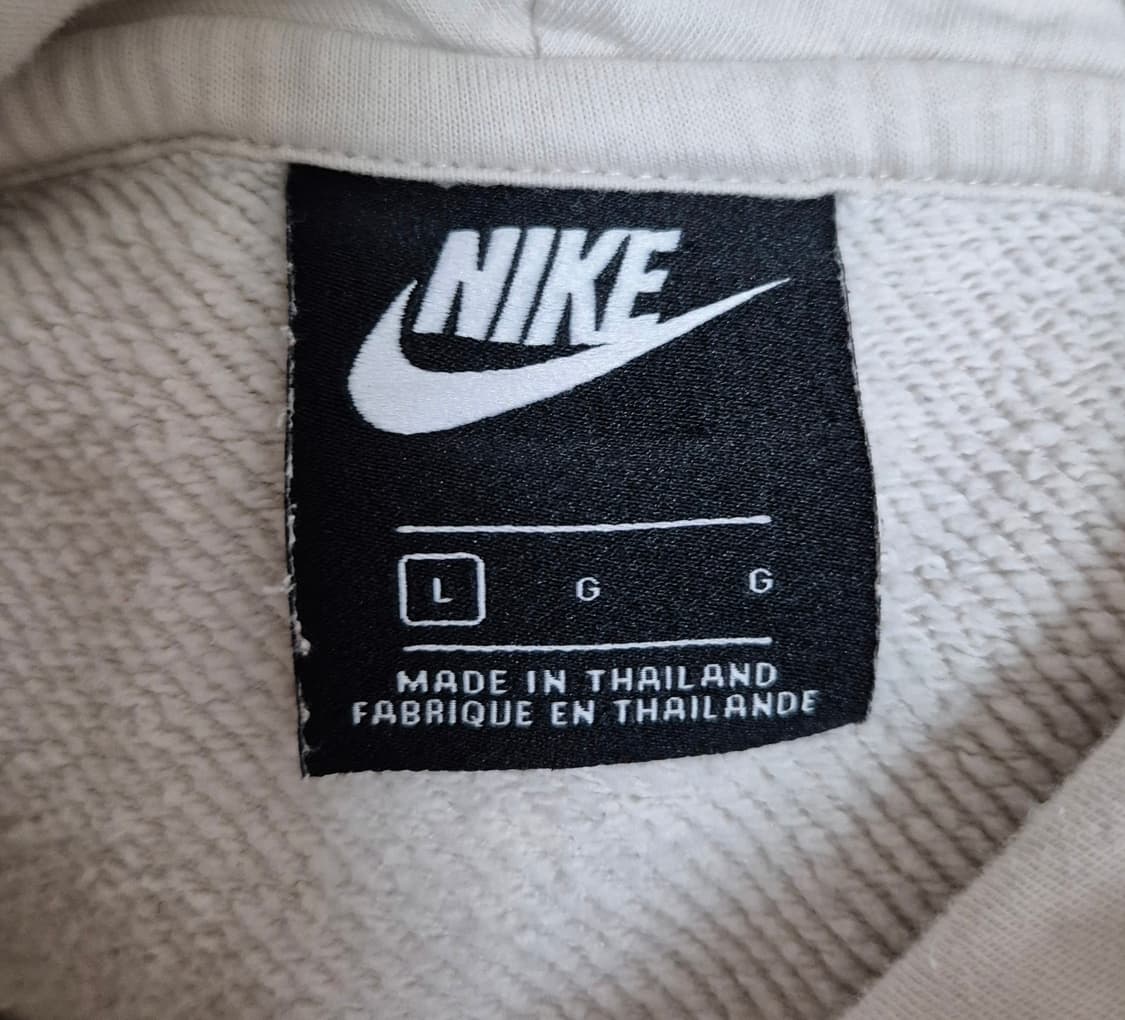 NIKE
L G G
MADE IN THAILAND
FABRIQUE EN THAILANDE